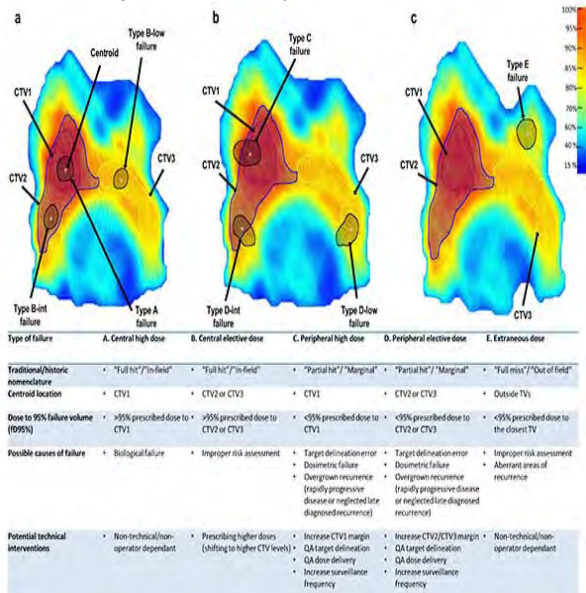 a
b
c
Type B-low
failure
Centroid
CTV1
CTV2
CTV3
Type B-int
failure
Type A
failure
Type C
failure
CTV1
CTV2
CTV3
Type D-int
failure
Type D-low
failure
Type E
failure
CTV1
CTV2
CTV3
100%
95%
90%
70%
60%
45%
15%
Type of failure A. Central high dose B. Central elective dose C. Peripheral high dose D. Peripheral elective dose E. Extraneous dose
Traditional/historic nomenclature • "Full hit"/"In-field" • "Full hit"/"in-field" • "Partial hit"/ "Marginal" • "Partial hit"/ "Marginal" • "Full miss"/ "Out of field"
Centroid location • CTV1 • CTV2 or CTV3 • CTV1 • CTV2 or CTV3 • Outside TVs
Dose to 95% failure volume (fD95%) • >95% prescribed dose to CTV1 • >95% prescribed dose to CTV2 or CTV3 • <95% prescribed dose to CTV1 • <95% prescribed dose to CTV2 or CTV3 • <95% prescribed dose to the closest TV
Possible causes of failure • Biological failure • Improper risk assessment • Target delineation error • Target delineation error • Improper risk assessment
• Dosimetric failure • Dosimetric failure • Aberrant areas of recurrence
• Overgrown recurrence (rapidly progressive disease or neglected late diagnosed recurrence) • Overgrown recurrence (rapidly progressive disease or neglected late diagnosed recurrence)
Potential technical interventions • Non-technical/non-operator dependant • Prescribing higher doses (shifting to higher CTV levels) • Increase CTV1 margin • Increase CTV2/CTV3 margin • Non-technical/non-operator dependant
• QA target delineation • QA target delineation
• QA dose delivery • QA dose delivery
• Increase surveillance frequency • Increase surveillance frequency